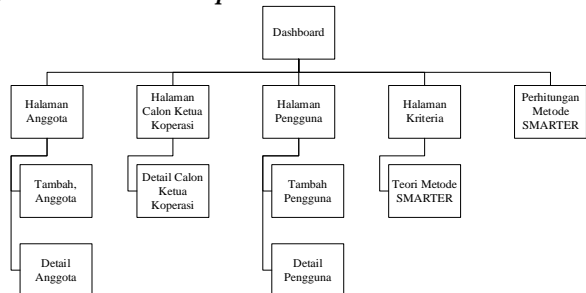 Dashboard
Halaman
Anggota
Halaman
Calon Ketua
Koperasi
Halaman
Pengguna
Halaman
Kriteria
Perhitungan
Metode
SMARTER
Tambah,
Anggota
Detail Calon
Ketua
Koperasi
Tambah
Pengguna
Teori Metode
SMARTER
Detail
Anggota
Detail
Pengguna